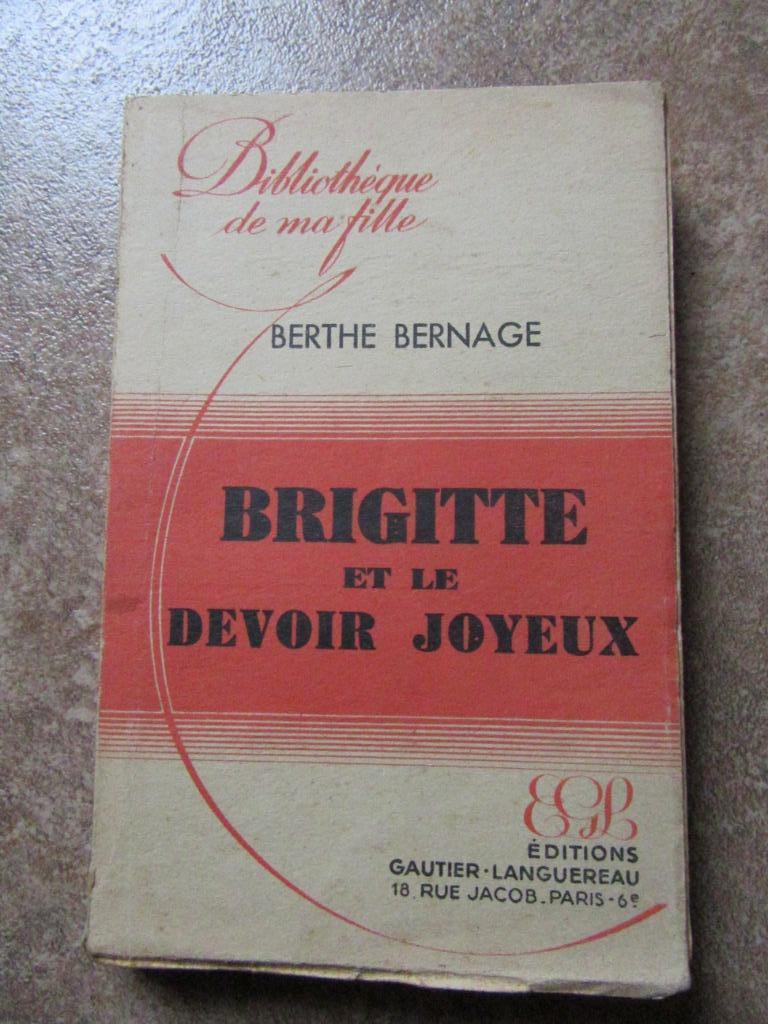 Bibliothèque
de ma fille
BERTHE BERNAGE
BRIGITTE
ET LE
DEVOIR JOYEUX
EGL
ÉDITIONS
GAUTIER-LANGUEREAU
18. RUE JACOB-PARIS-6e